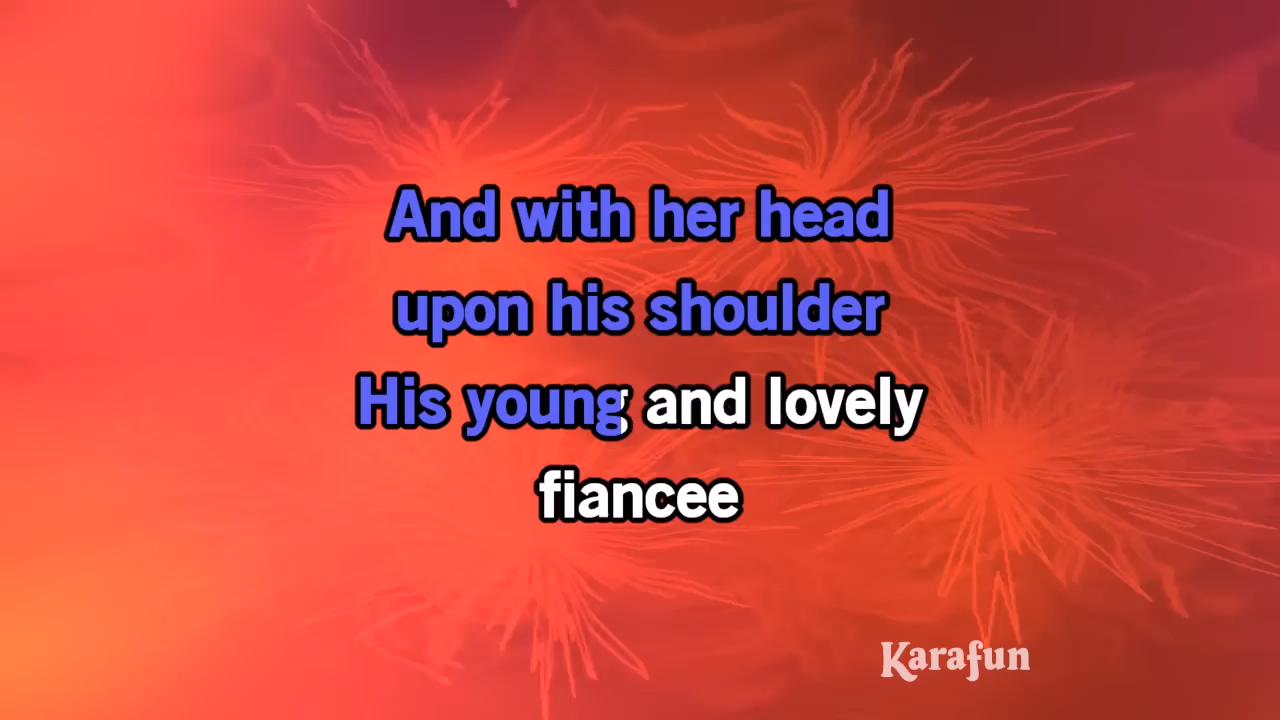 And with her head
upon his shoulder
His young and lovely
fiancee
Karafun